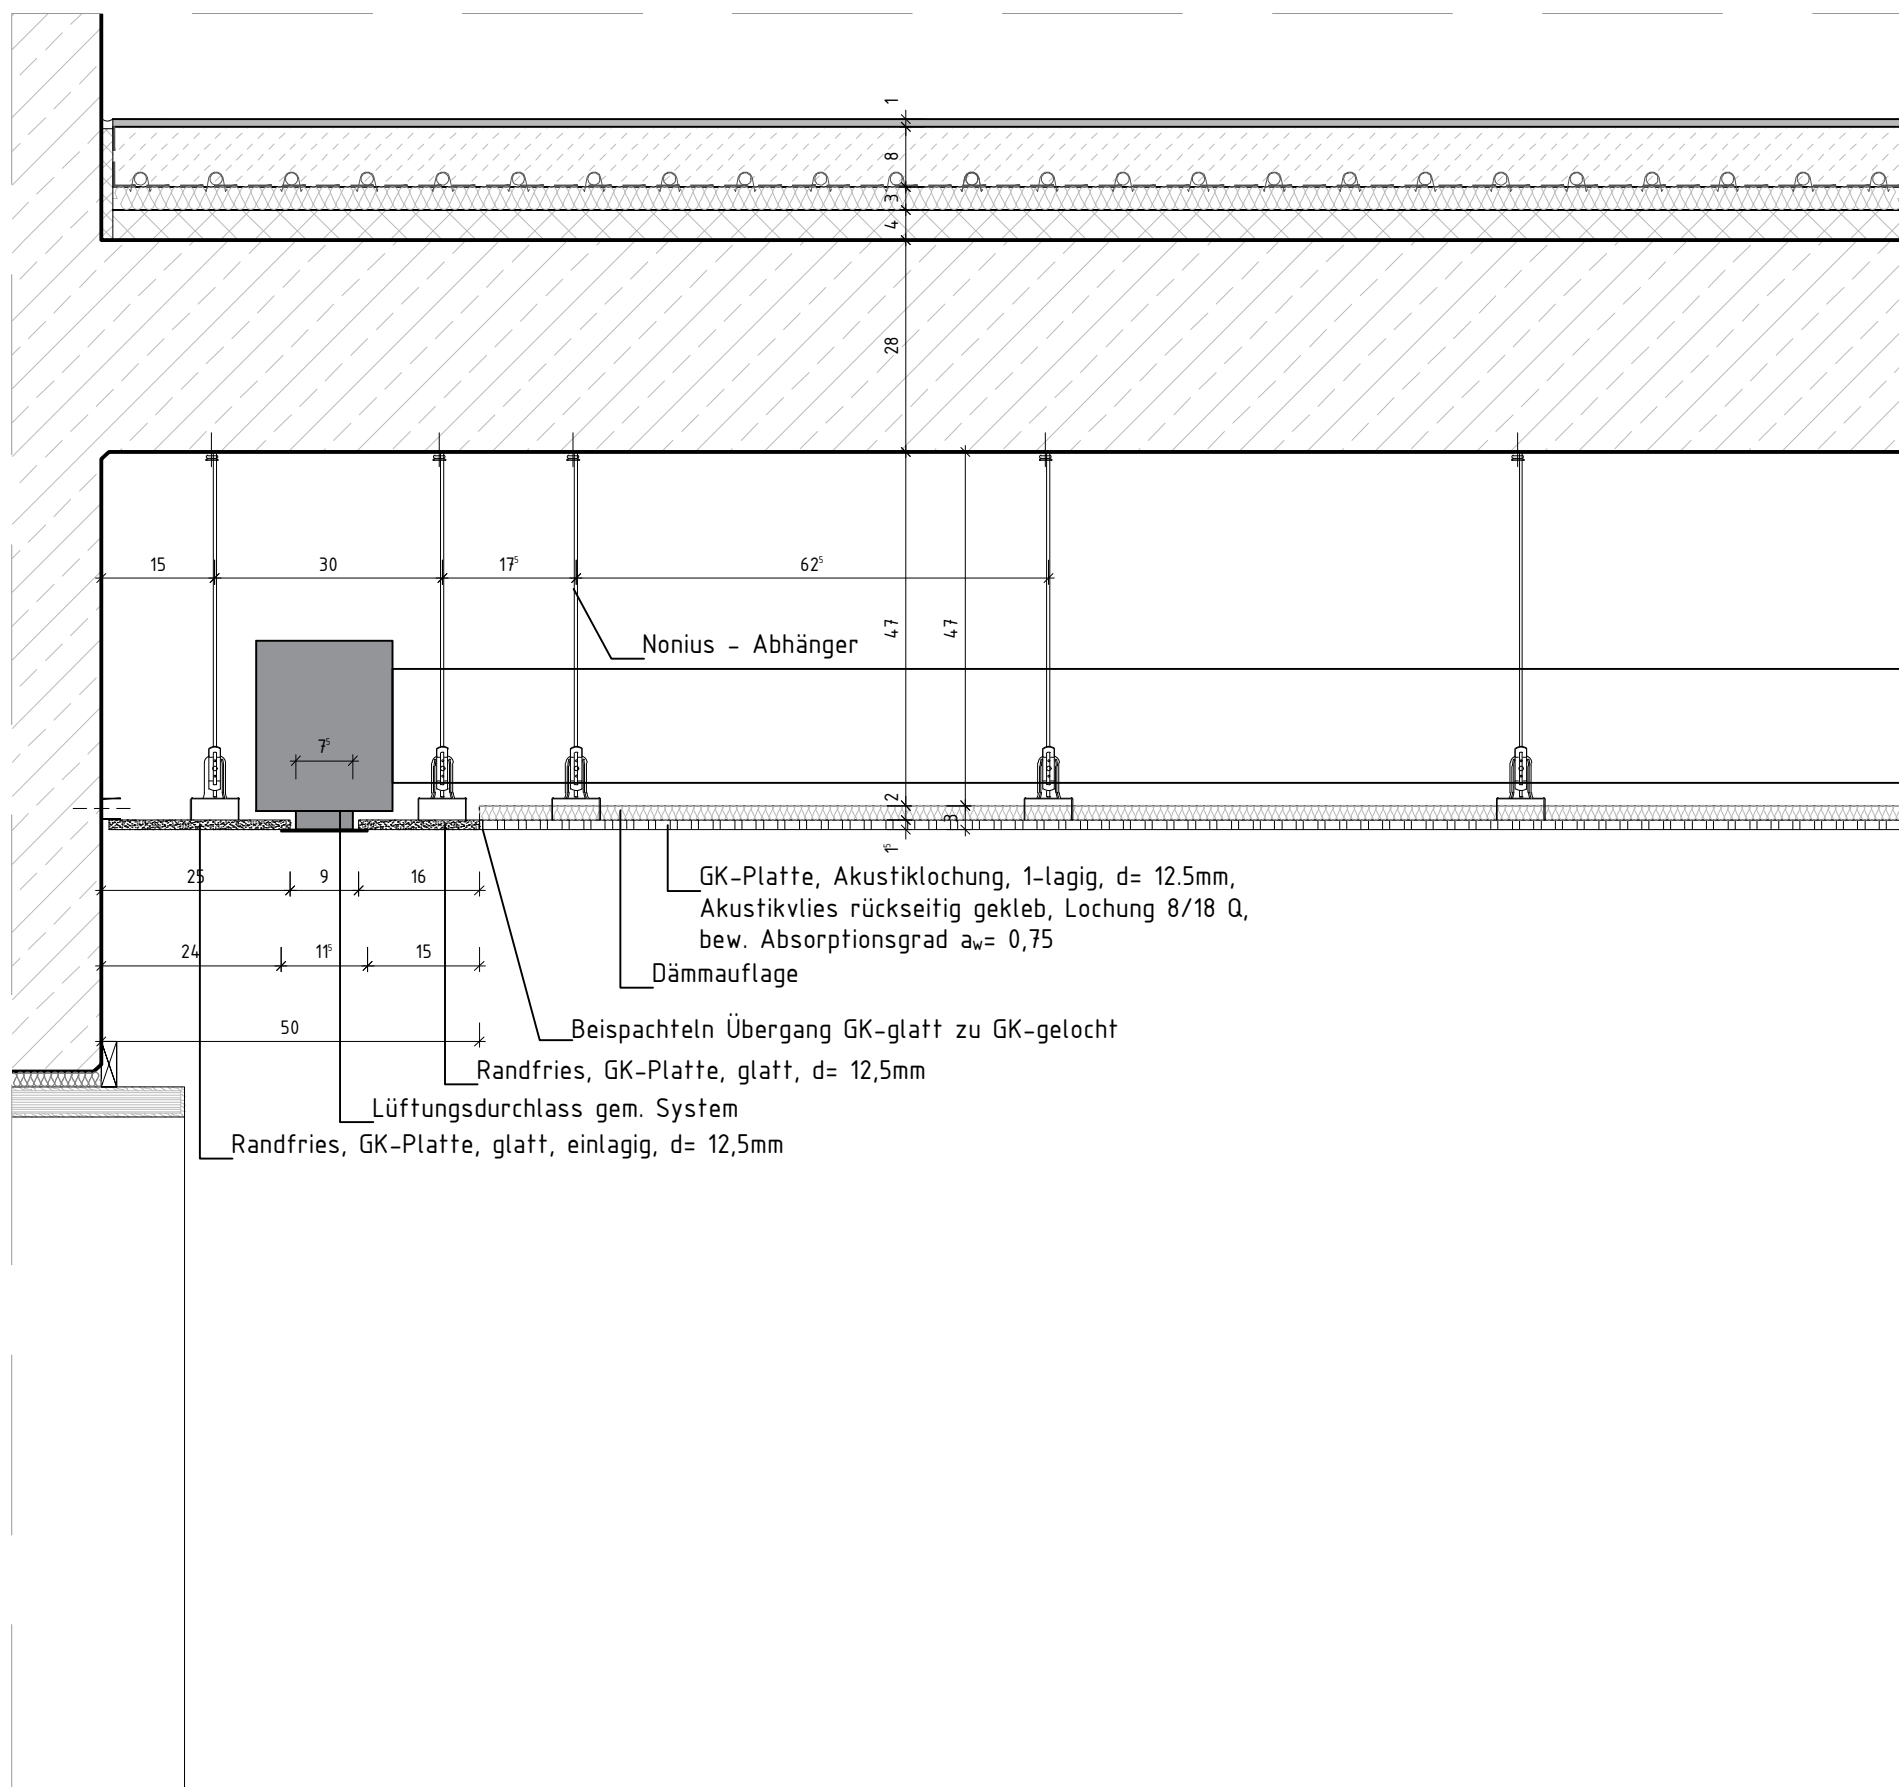 1
8
3
4
28
15
30
17⁵
62⁵
47
47
Nonius - Abhänger
7⁵
2
3
1⁵
25
9
16
GK-Platte, Akustiklochung, 1-lagig, d= 12.5mm,
Akustikvlies rückseitig gekleb, Lochung 8/18 Q,
bew. Absorptionsgrad aw= 0,75
24
11⁵
15
Dämmauflage
50
Beispachteln Übergang GK-glatt zu GK-gelocht
Randfries, GK-Platte, glatt, d= 12,5mm
Lüftungsdurchlass gem. System
Randfries, GK-Platte, glatt, einlagig, d= 12,5mm